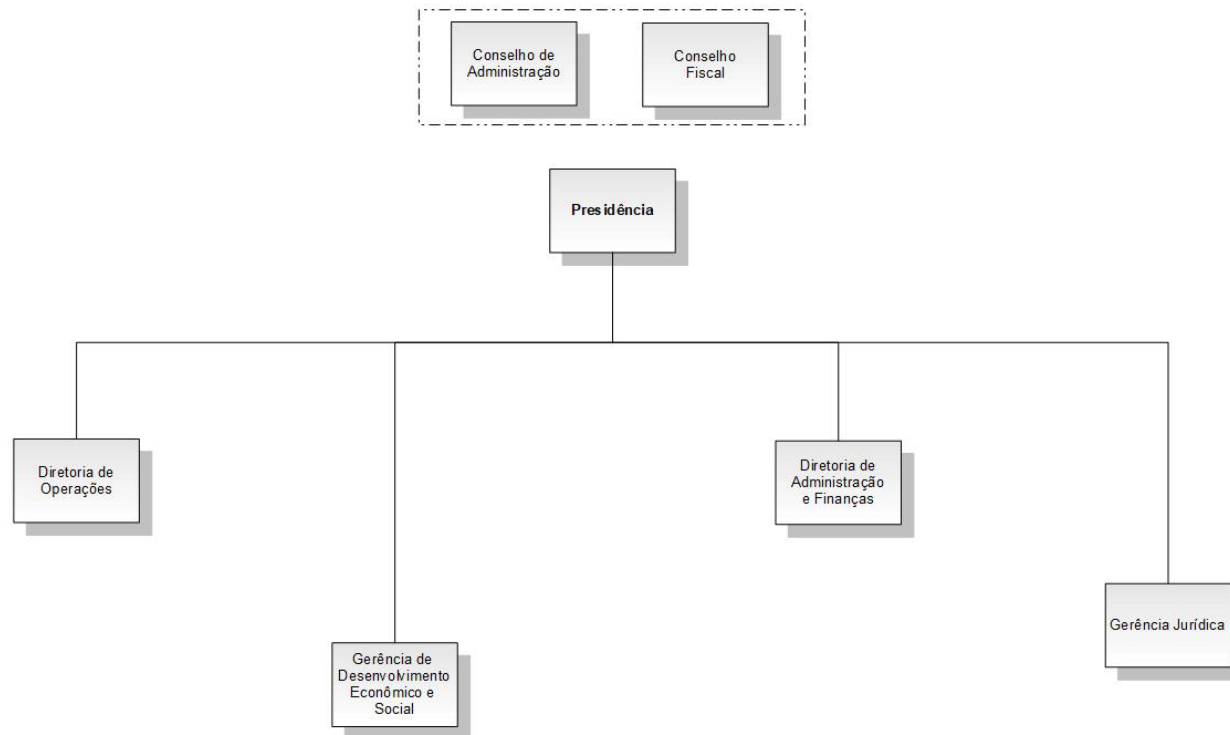 Conselho de
Administração
Conselho
Fiscal
Presidência
Diretoria de
Operações
Diretoria de
Administração
e Finanças
Gerência Jurídica
Gerência de
Desenvolvimento
Econômico e
Social